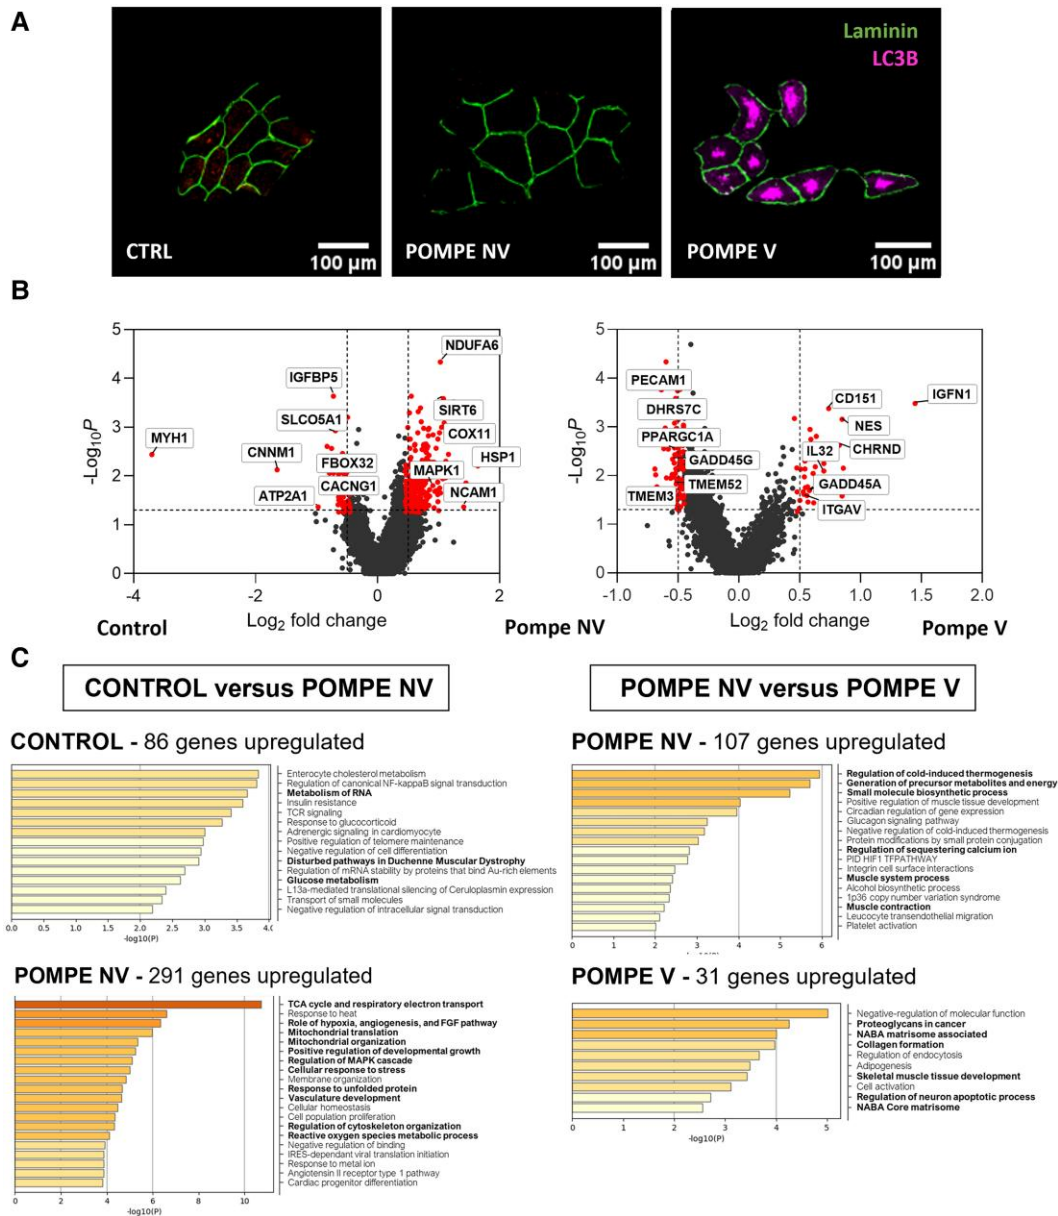 A
Laminin
LC3B
CTRL
100 µm
POMPE NV
100 µm
POMPE V
100 µm
B
5
4
3
2
1
0
-Log10P
-4
-2
0
2
Log2 fold change
Control
Pompe NV
NDUFA6
IGFBP5
SIRT6
SLCO5A1
COX11
MYH1
CNNM1
FBOX32
HSP1
MAPK1
CACNG1
ATP2A1
NCAM1
5
4
3
2
1
0
-Log10P
-1.0
-0.5
0.0
0.5
1.0
1.5
2.0
Log2 fold change
Pompe V
PECAM1
CD151
IGFN1
DHRS7C
NES
PPARGC1A
IL32
CHRND
GADD45G
TMEM52
GADD45A
TMEM3
ITGAV
C
CONTROL versus POMPE NV
POMPE NV versus POMPE V
CONTROL - 86 genes upregulated
Enterocyte cholesterol metabolism
Regulation of canonical NF-kappaB signal transduction
Metabolism of RNA
Insulin resistance
TCR signaling
Response to glucocorticoid
Adrenergic signaling in cardiomyocyte
Positive regulation of telomere maintenance
Negative regulation of cell differentiation
Disturbed pathways in Duchenne Muscular Dystrophy
Regulation of mRNA stability by proteins that bind Au-rich elements
Glucose metabolism
L13a-mediated translational silencing of Ceruloplasmin expression
Transport of small molecules
Negative regulation of intracellular signal transduction
0.0 0.5 1.0 1.5 2.0 2.5 3.0 3.5 4.0
-log10(P)
POMPE NV - 107 genes upregulated
Regulation of cold-induced thermogenesis
Generation of precursor metabolites and energy
Small molecule biosynthetic process
Positive regulation of muscle tissue development
Circadian regulation of gene expression
Glucagon signaling pathway
Negative regulation of cold-induced thermogenesis
Protein modifications by small protein conjugation
Regulation of sequestering calcium ion
PID HIF1 TFPATHWAY
Integrin cell surface interactions
Muscle system process
Alcohol biosynthetic process
1p36 copy number variation syndrome
Muscle contraction
Leucocyte transendothelial migration
Platelet activation
0 1 2 3 4 5 6
-log10(P)
POMPE NV - 291 genes upregulated
TCA cycle and respiratory electron transport
Response to heat
Role of hypoxia, angiogenesis, and FGF pathway
Mitochondrial translation
Mitochondrial organization
Positive regulation of developmental growth
Regulation of MAPK cascade
Cellular response to stress
Membrane organization
Response to unfolded protein
Vasculature development
Cellular homeostasis
Cell population proliferation
Regulation of cytoskeleton organization
Reactive oxygen species metabolic process
Negative regulation of binding
IRES-dependent viral translation initiation
Response to metal ion
Angiotensin II receptor type 1 pathway
Cardiac progenitor differentiation
0 2 4 6 8 10
-log10(P)
POMPE V - 31 genes upregulated
Negative-regulation of molecular function
Proteoglycans in cancer
NABA matrisome associated
Collagen formation
Regulation of endocytosis
Adipogenesis
Skeletal muscle tissue development
Cell activation
Regulation of neuron apoptotic process
NABA Core matrisome
0 1 2 3 4 5
-log10(P)